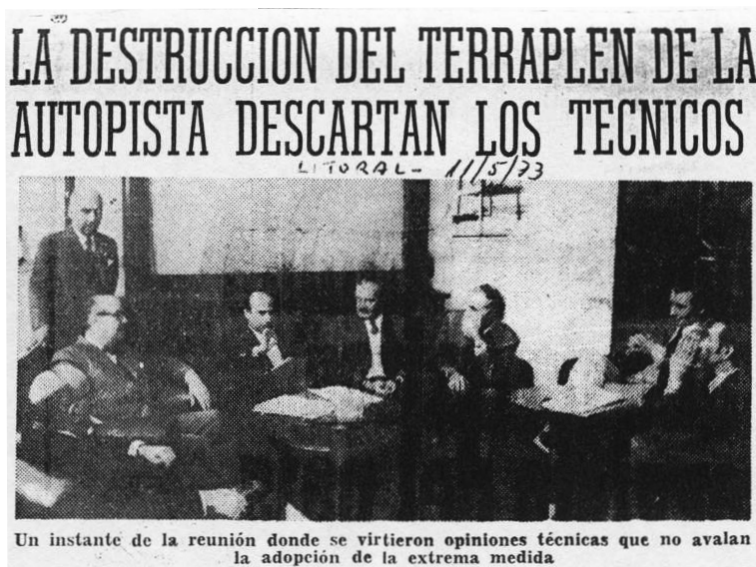 LA DESTRUCCION DEL TERRAPLEN DE LA
AUTOPISTA DESCARTAN LOS TECNICOS
LITORAL- 11/5/73
Un instante de la reunión donde se virtieron opiniones técnicas que no avalan
la adopción de la extrema medida